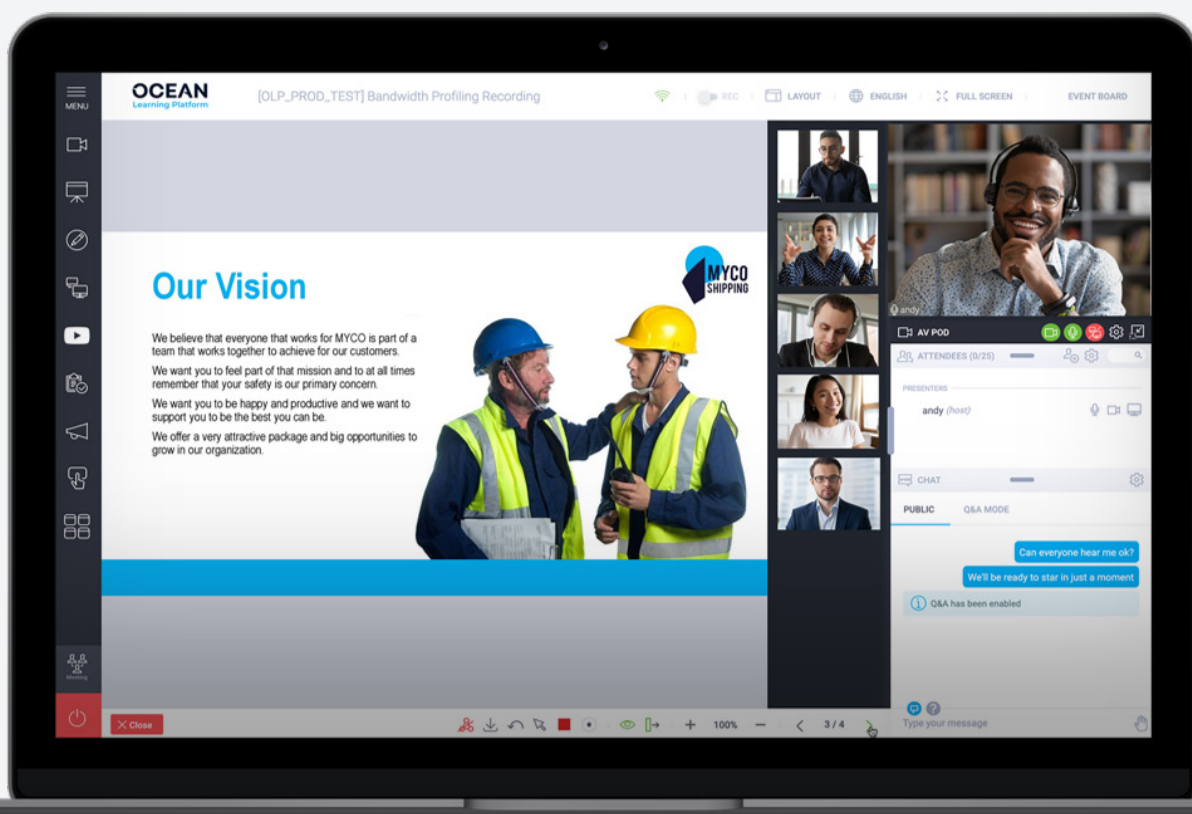 MENU
OCEAN
Learning Platform
[OLP_PROD_TEST] Bandwidth Profiling Recording
REC
LAYOUT
ENGLISH
FULL SCREEN
EVENT BOARD
Our Vision
MYCO
SHIPPING
We believe that everyone that works for MYCO is part of a
team that works together to achieve for our customers.
We want you to feel part of that mission and to at all times
remember that your safety is our primary concern.
We want you to be happy and productive and we want to
support you to be the best you can be.
We offer a very attractive package and big opportunities to
grow in our organization.
andy
AV POD
ATTENDEES (0/25)
PRESENTERS
andy (host)
CHAT
PUBLIC
Q&A MODE
Can everyone hear me ok?
We'll be ready to star in just a moment
Q&A has been enabled
Type your message
Meeting
Close
100%
3 / 4